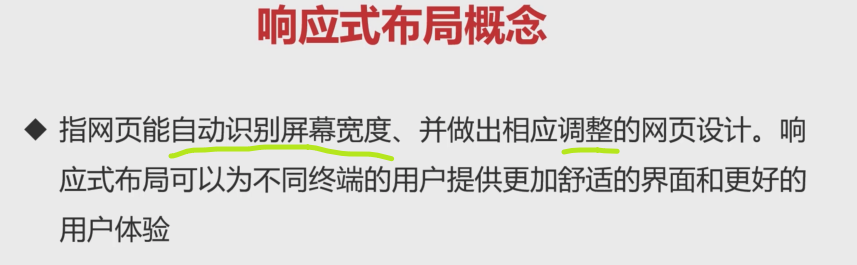 响应式布局概念
◆ 指网页能自动识别屏幕宽度、并做出相应调整的网页设计。响
应式布局可以为不同终端的用户提供更加舒适的界面和更好的
用户体验